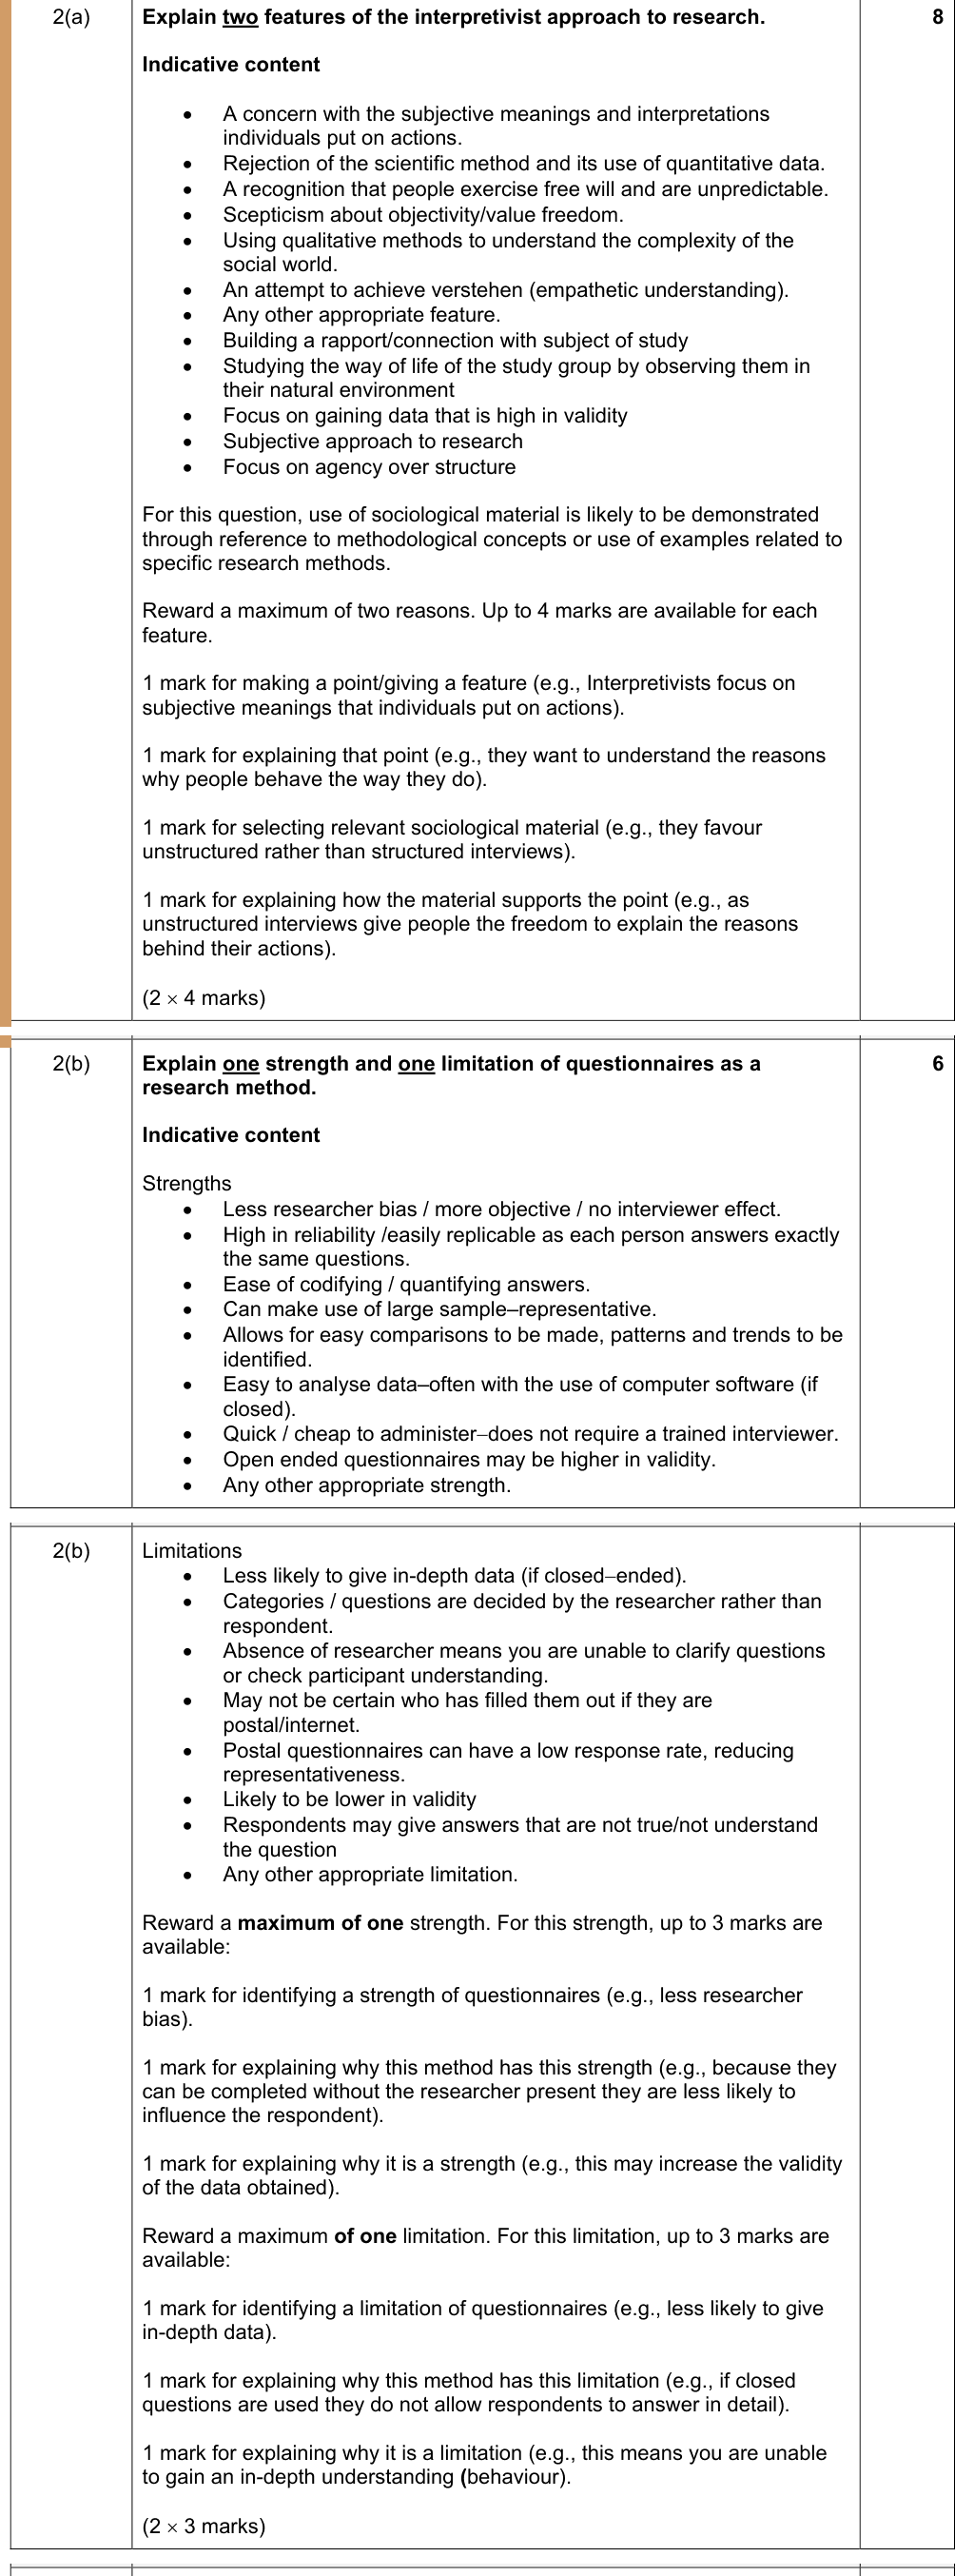 2(a)
Explain two features of the interpretivist approach to research.
8
Indicative content
• A concern with the subjective meanings and interpretations
individuals put on actions.
• Rejection of the scientific method and its use of quantitative data.
• A recognition that people exercise free will and are unpredictable.
• Scepticism about objectivity/value freedom.
• Using qualitative methods to understand the complexity of the
social world.
• An attempt to achieve verstehen (empathetic understanding).
• Any other appropriate feature.
• Building a rapport/connection with subject of study
• Studying the way of life of the study group by observing them in
their natural environment
• Focus on gaining data that is high in validity
• Subjective approach to research
• Focus on agency over structure
For this question, use of sociological material is likely to be demonstrated
through reference to methodological concepts or use of examples related to
specific research methods.
Reward a maximum of two reasons. Up to 4 marks are available for each
feature.
1 mark for making a point/giving a feature (e.g., Interpretivists focus on
subjective meanings that individuals put on actions).
1 mark for explaining that point (e.g., they want to understand the reasons
why people behave the way they do).
1 mark for selecting relevant sociological material (e.g., they favour
unstructured rather than structured interviews).
1 mark for explaining how the material supports the point (e.g., as
unstructured interviews give people the freedom to explain the reasons
behind their actions).
(2 × 4 marks)
2(b)
Explain one strength and one limitation of questionnaires as a
research method.
6
Indicative content
Strengths
• Less researcher bias / more objective / no interviewer effect.
• High in reliability /easily replicable as each person answers exactly
the same questions.
• Ease of codifying / quantifying answers.
• Can make use of large sample–representative.
• Allows for easy comparisons to be made, patterns and trends to be
identified.
• Easy to analyse data–often with the use of computer software (if
closed).
• Quick / cheap to administer–does not require a trained interviewer.
• Open ended questionnaires may be higher in validity.
• Any other appropriate strength.
2(b)
Limitations
• Less likely to give in-depth data (if closed–ended).
• Categories / questions are decided by the researcher rather than
respondent.
• Absence of researcher means you are unable to clarify questions
or check participant understanding.
• May not be certain who has filled them out if they are
postal/internet.
• Postal questionnaires can have a low response rate, reducing
representativeness.
• Likely to be lower in validity
• Respondents may give answers that are not true/not understand
the question
• Any other appropriate limitation.
Reward a maximum of one strength. For this strength, up to 3 marks are
available:
1 mark for identifying a strength of questionnaires (e.g., less researcher
bias).
1 mark for explaining why this method has this strength (e.g., because they
can be completed without the researcher present they are less likely to
influence the respondent).
1 mark for explaining why it is a strength (e.g., this may increase the validity
of the data obtained).
Reward a maximum of one limitation. For this limitation, up to 3 marks are
available:
1 mark for identifying a limitation of questionnaires (e.g., less likely to give
in-depth data).
1 mark for explaining why this method has this limitation (e.g., if closed
questions are used they do not allow respondents to answer in detail).
1 mark for explaining why it is a limitation (e.g., this means you are unable
to gain an in-depth understanding (behaviour).
(2 × 3 marks)